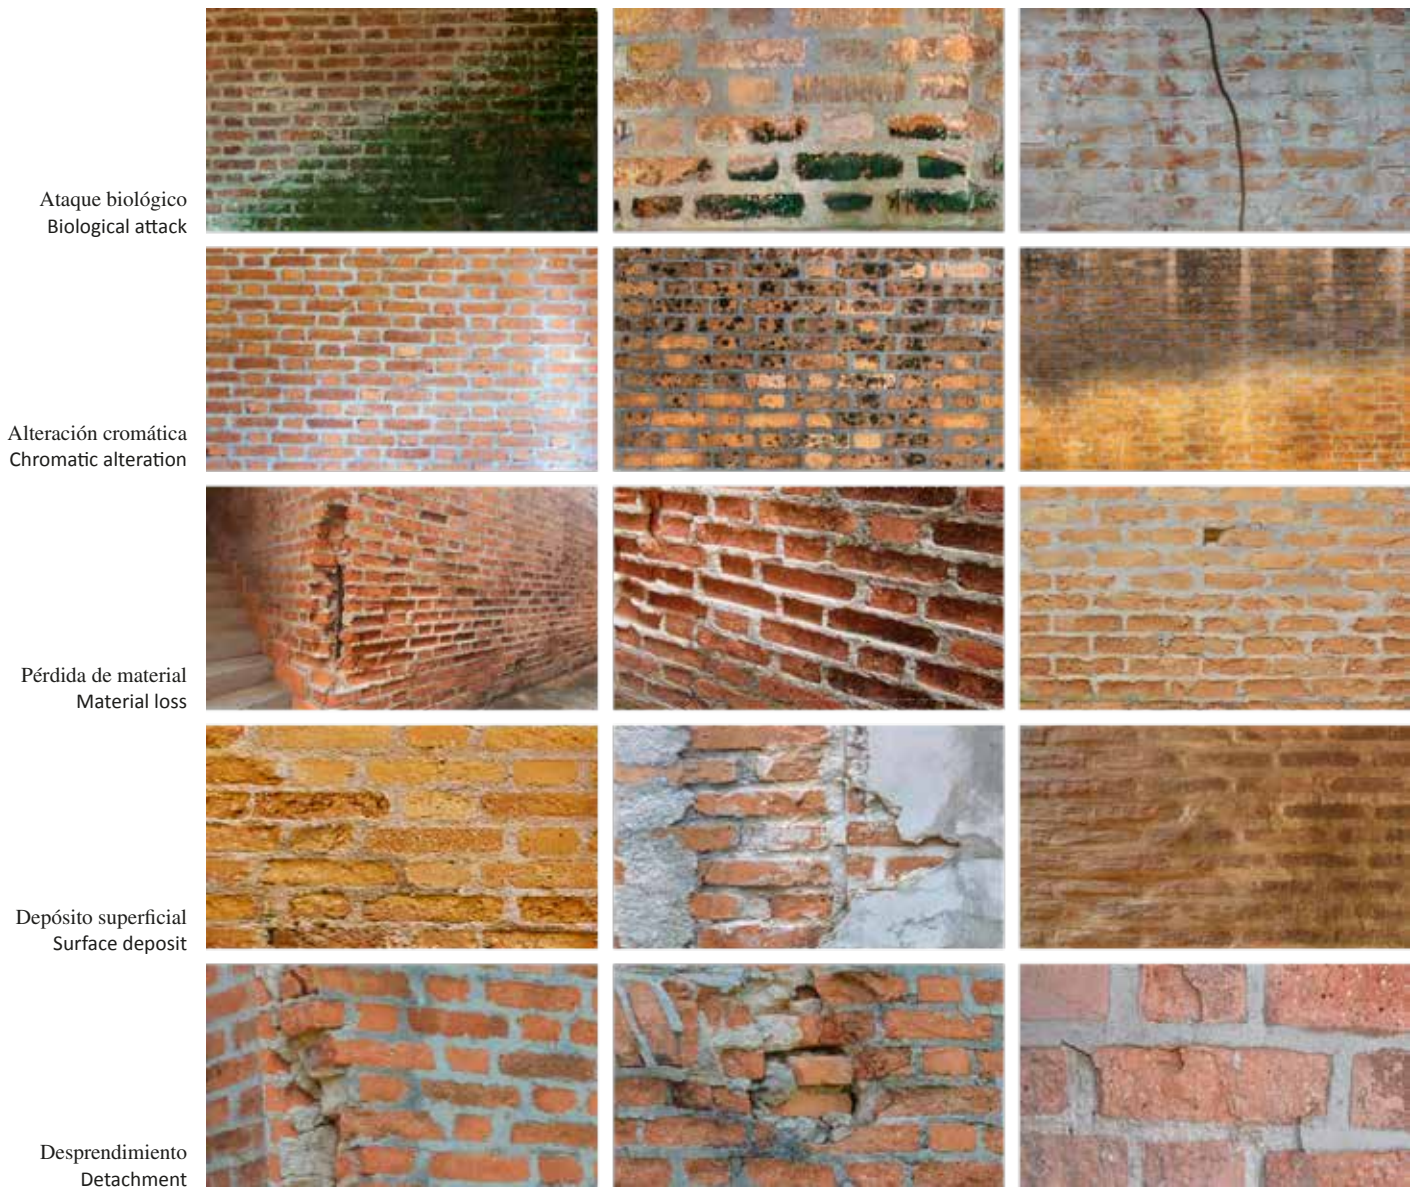 Ataque biológico
Biological attack
Alteración cromática
Chromatic alteration
Pérdida de material
Material loss
Depósito superficial
Surface deposit
Desprendimiento
Detachment